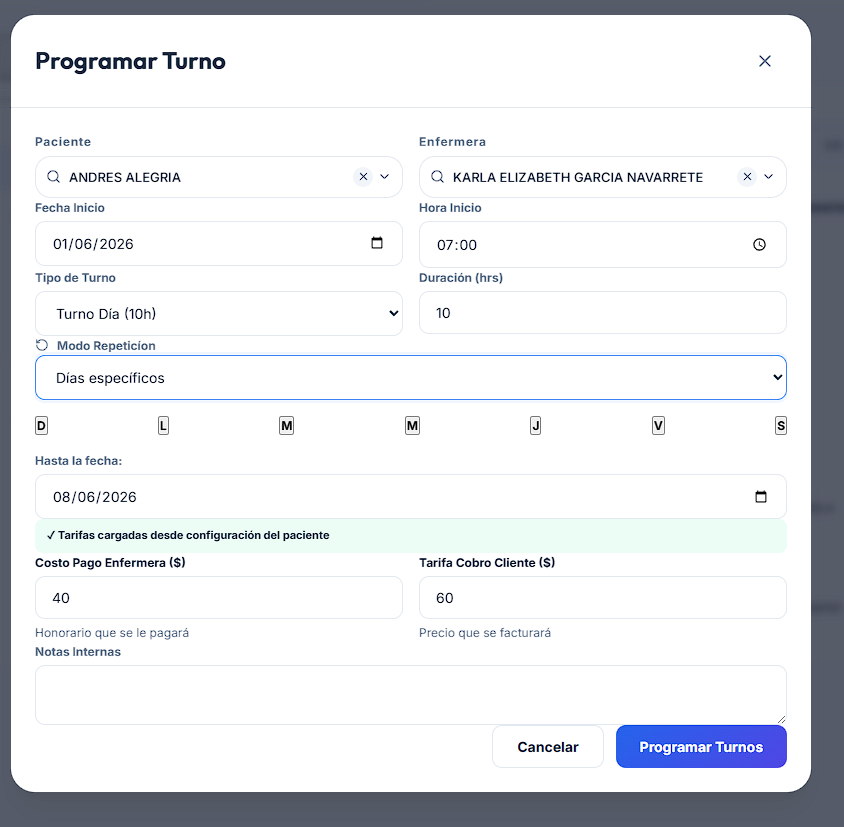 Programar Turno
Paciente Enfermera
ANDRES ALEGRIA KARLA ELIZABETH GARCIA NAVARRETE
Fecha Inicio Hora Inicio
01/06/2026 07:00
Tipo de Turno Duración (hrs)
Turno Día (10h) 10
Modo Repeticíon
Días específicos
D L M M J V S
Hasta la fecha:
08/06/2026
✓ Tarifas cargadas desde configuración del paciente
Costo Pago Enfermera ($) Tarifa Cobro Cliente ($)
40 60
Honorario que se le pagará Precio que se facturará
Notas Internas
Cancelar Programar Turnos